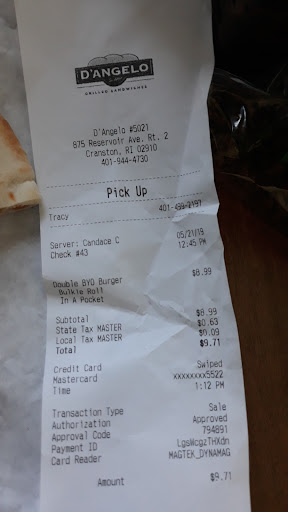 D'ANGELO
GRILLED SANDWICHES
D'Angelo #5021
875 Reservoir Ave. Rt. 2
Cranston, RI 02910
401-944-4730
Pick Up
Tracy 401-499-2197
Server: Candace C 05/21/19
Check #43 12:45 PM
Double BYO Burger $8.99
Bulkie Roll
In A Pocket
Subtotal $8.99
State Tax MASTER $0.63
Local Tax MASTER $0.09
Total $9.71
Credit Card Swiped
Mastercard xxxxxxxx5522
Time 1:12 PM
Transaction Type Sale
Authorization Approved
Approval Code 794891
Payment ID LgsWcgzTHXdn
Card Reader MAGTEK_DYNAMAG
Amount $9.71